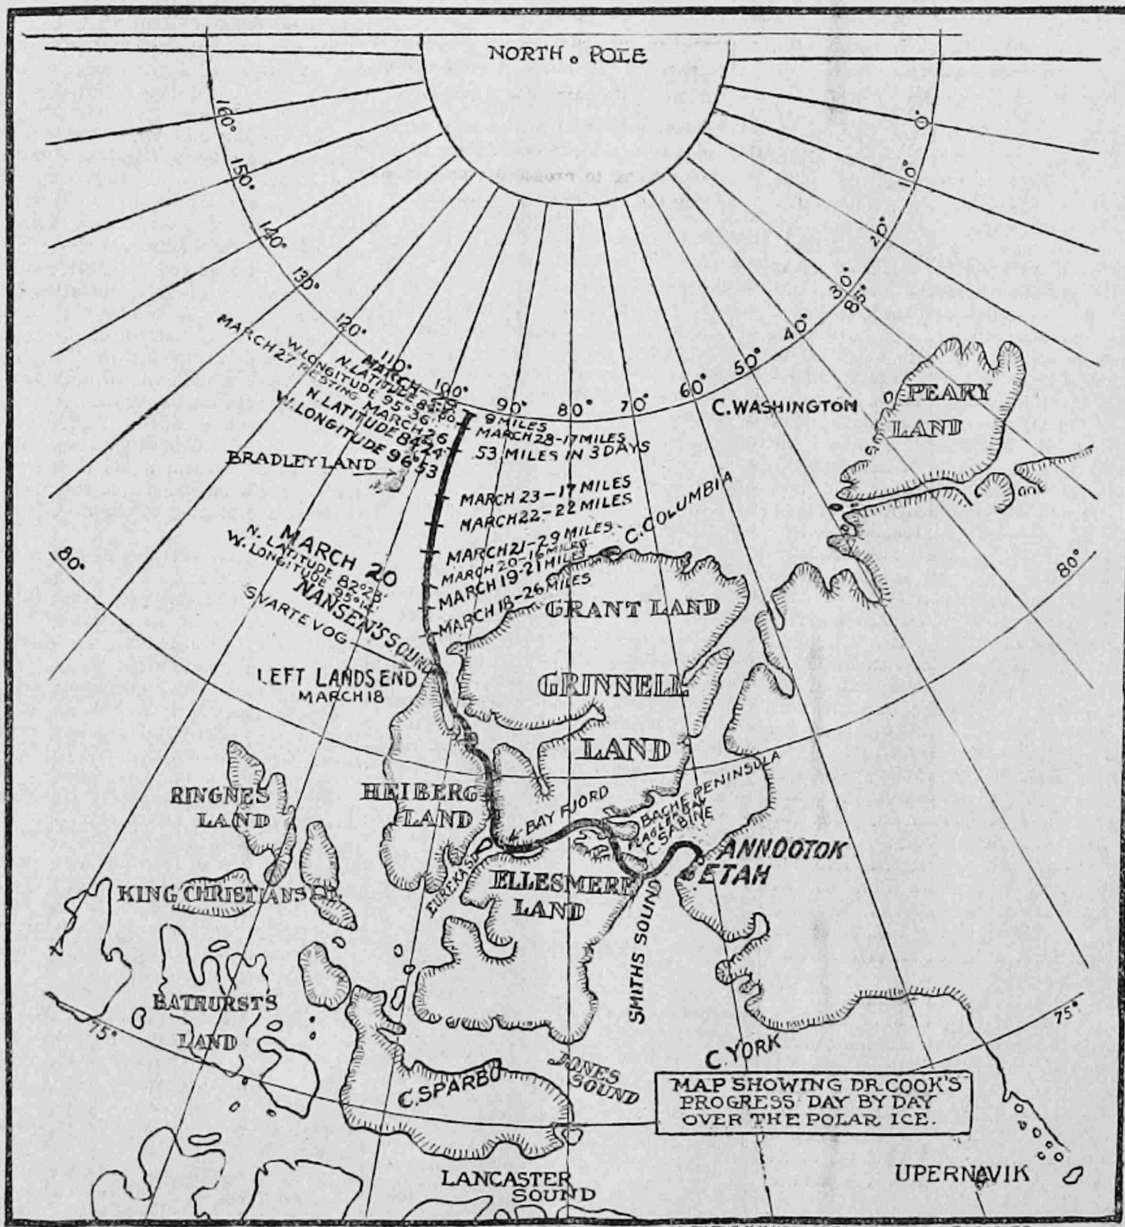 NORTH POLE
160°
150°
140°
130°
120°
110°
100°
90°
80°
70°
60°
50°
40°
30°
20°
10°
0°
85°
MARCH 27
W. LONGITUDE 95°-36'
N. LATITUDE
MARCH
RESTING MARCH 26
N. LATITUDE 84°24'
W. LONGITUDE 96°-53
BRADLEY LAND
9 MILES
MARCH 28-17 MILES
53 MILES IN 3 DAYS
MARCH 23-17 MILES
MARCH 22-22 MILES
MARCH 21-29 MILES
MARCH 20-16 MILES
MARCH 19-21 MILES
MARCH 18-26 MILES
C. WASHINGTON
PEARY
LAND
C. COLUMBIA
80°
80°
MARCH 20
N. LATITUDE 82°-23'
W. LONGITUDE 95°-14'
NANSEN'S SOUND
SVARTEVOG
LEFT LANDS END
MARCH 18
GRANT LAND
GRINNELL
LAND
RINGNES
LAND
HEIBERG
LAND
BAY FJORD
BACHE PENINSULA
FLAGLER BAY
C. SABINE
ANNOOTOK
ETAH
KING CHRISTIANS
EUREKA SD
ELLESMERE
LAND
SMITHS SOUND
BATHURSTS
LAND
75°
75°
C. YORK
C. SPARBO
JONES
SOUND
MAP SHOWING DR. COOK'S
PROGRESS DAY BY DAY
OVER THE POLAR ICE.
LANCASTER
SOUND
UPERNAVIK